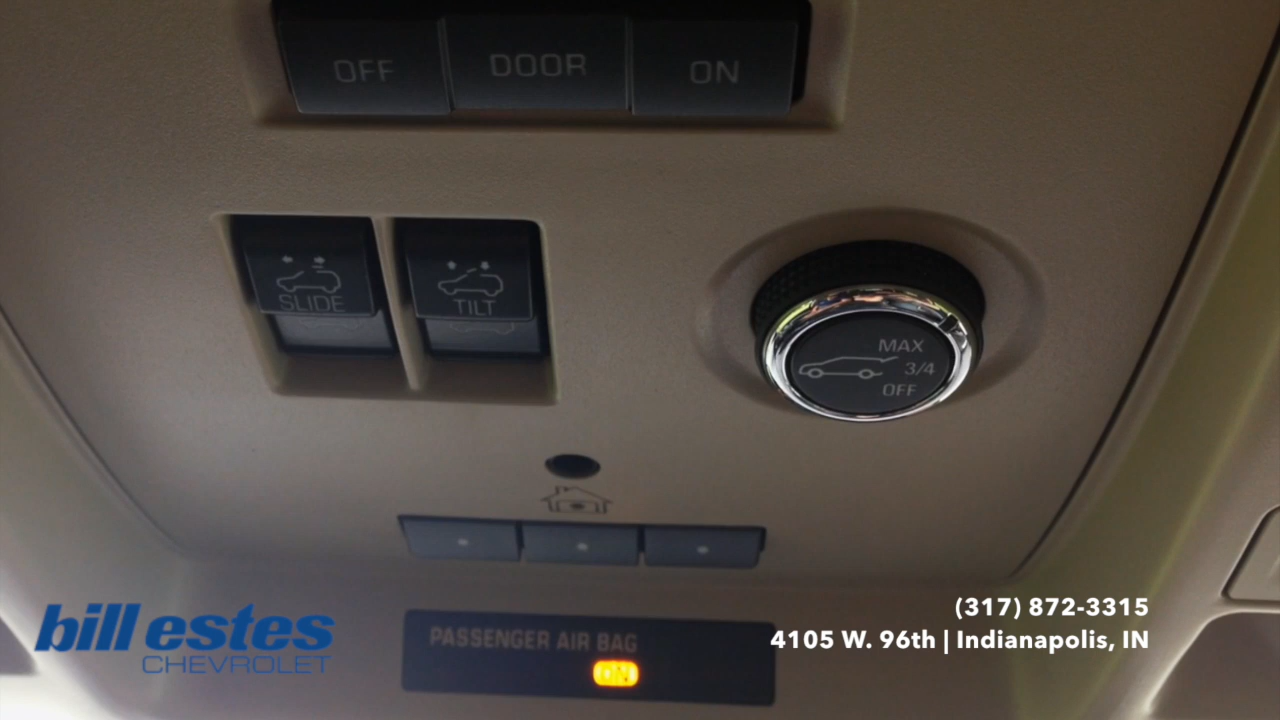 OFF DOOR ON
SLIDE TILT
MAX
3/4
OFF
PASSENGER AIR BAG
ON
bill estes
CHEVROLET
(317) 872-3315
4105 W. 96th | Indianapolis, IN